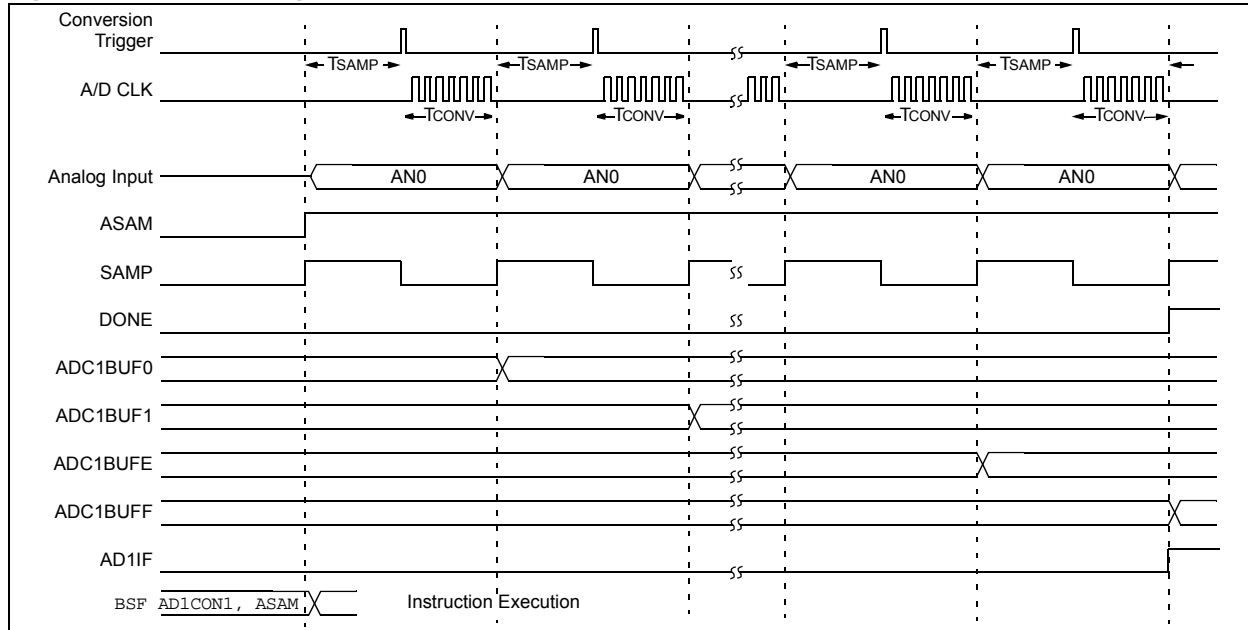 Conversion
Trigger
TSAMP TSAMP TSAMP TSAMP
A/D CLK
TCONV TCONV TCONV TCONV
Analog Input AN0 AN0 AN0 AN0
ASAM
SAMP
DONE
ADC1BUF0
ADC1BUF1
ADC1BUFE
ADC1BUFF
AD1IF
BSF AD1CON1, ASAM Instruction Execution